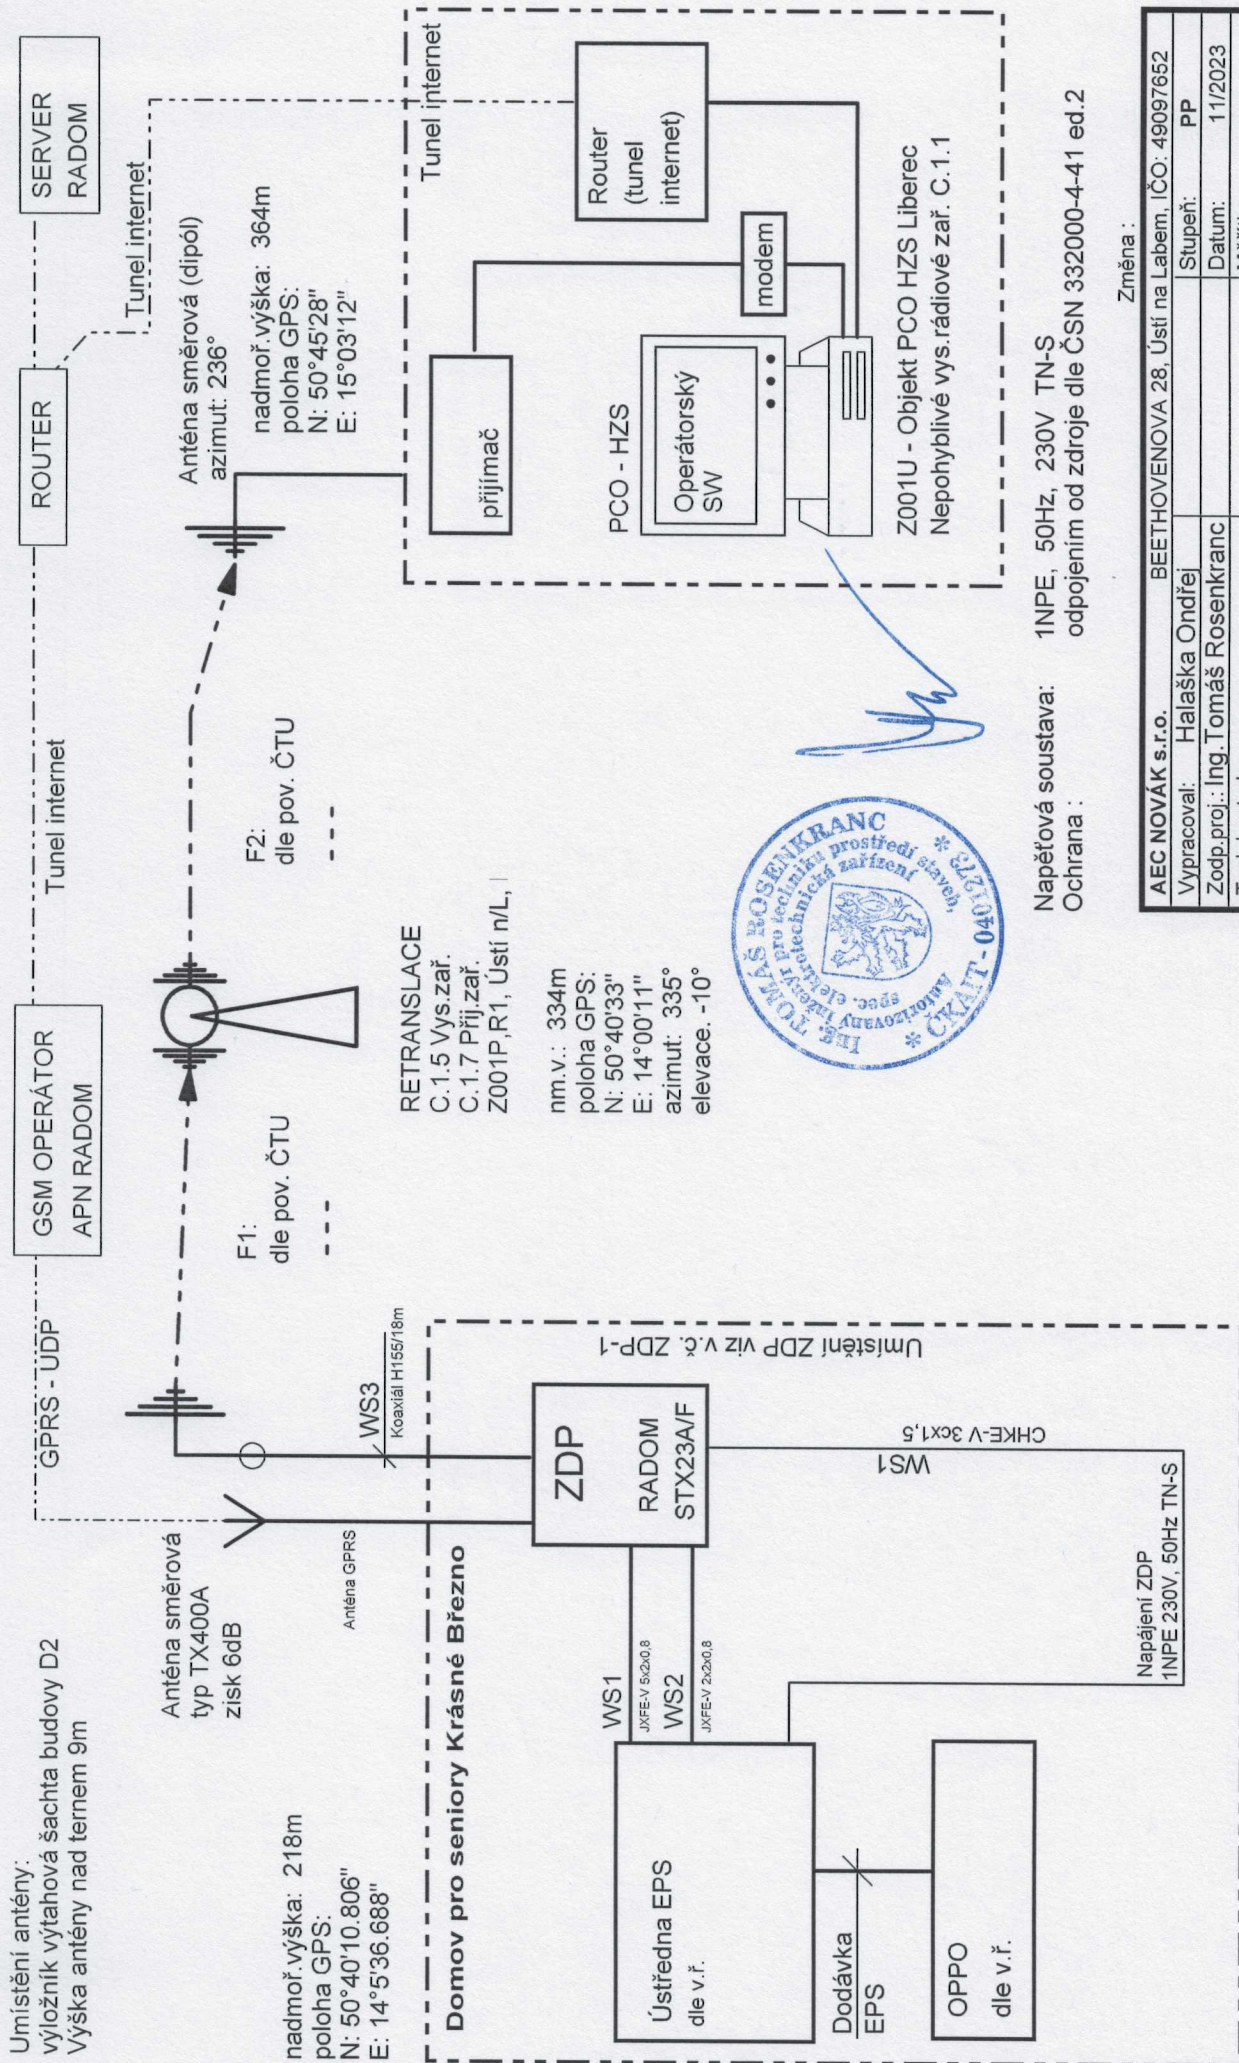 Umístění antény:
výložník výtahová šachta budovy D2
Výška antény nad ternem 9m
GPRS - UDP
GSM OPERÁTOR
APN RADOM
Tunel internet
ROUTER
SERVER
RADOM
Tunel internet
Anténa směrová
typ TX400A
zisk 6dB
Anténa GPRS
WS3
Koaxiál H155/18m
F1:
dle pov. ČTU
F2:
dle pov. ČTU
Anténa směrová (dipól)
azimut: 236°
nadmoř.výška: 364m
poloha GPS:
N: 50°45'28"
E: 15°03'12"
nadmoř.výška: 218m
poloha GPS:
N: 50°40'10.806"
E: 14°5'36.688"
RETRANSLACE
C.1.5 Vys.zař.
C.1.7 Přij.zař.
Z001P,R1, Ústí n/L,
nm.v.: 334m
poloha GPS:
N: 50°40'33"
E: 14°00'11"
azimut: 335°
elevace. -10°
Domov pro seniory Krásné Březno
Umístění ZDP viz v.č. ZDP-1
ZDP
RADOM
STX23A/F
WS1
JXFE-V 5x2x0,8
WS2
JXFE-V 2x2x0,8
WS1
CHKE-V 3cx1,5
Ústředna EPS
dle v.ř.
Dodávka
EPS
OPPO
dle v.ř.
Napájení ZDP
1NPE 230V, 50Hz TN-S
Tunel internet
přijímač
Router
(tunel
internet)
modem
PCO - HZS
Operátorský
SW
Z001U - Objekt PCO HZS Liberec
Nepohyblivé vys.rádiové zař. C.1.1
Ing. TOMÁŠ ROSENKRANC
Autorizovaný inženýr pro techniku prostředí staveb,
spec. elektrotechnická zařízení
* ČKAIT - 0401273 *
Napěťová soustava: 1NPE, 50Hz, 230V TN-S
Ochrana : odpojením od zdroje dle ČSN 332000-4-41 ed.2
Změna :
AEC NOVÁK s.r.o. BEETHOVENOVA 28, Ústí na Labem, IČO: 49097652
Vypracoval: Halaška Ondřej Stupeň: PP
Zodp.proj.: Ing.Tomáš Rosenkranc Datum: 11/2023